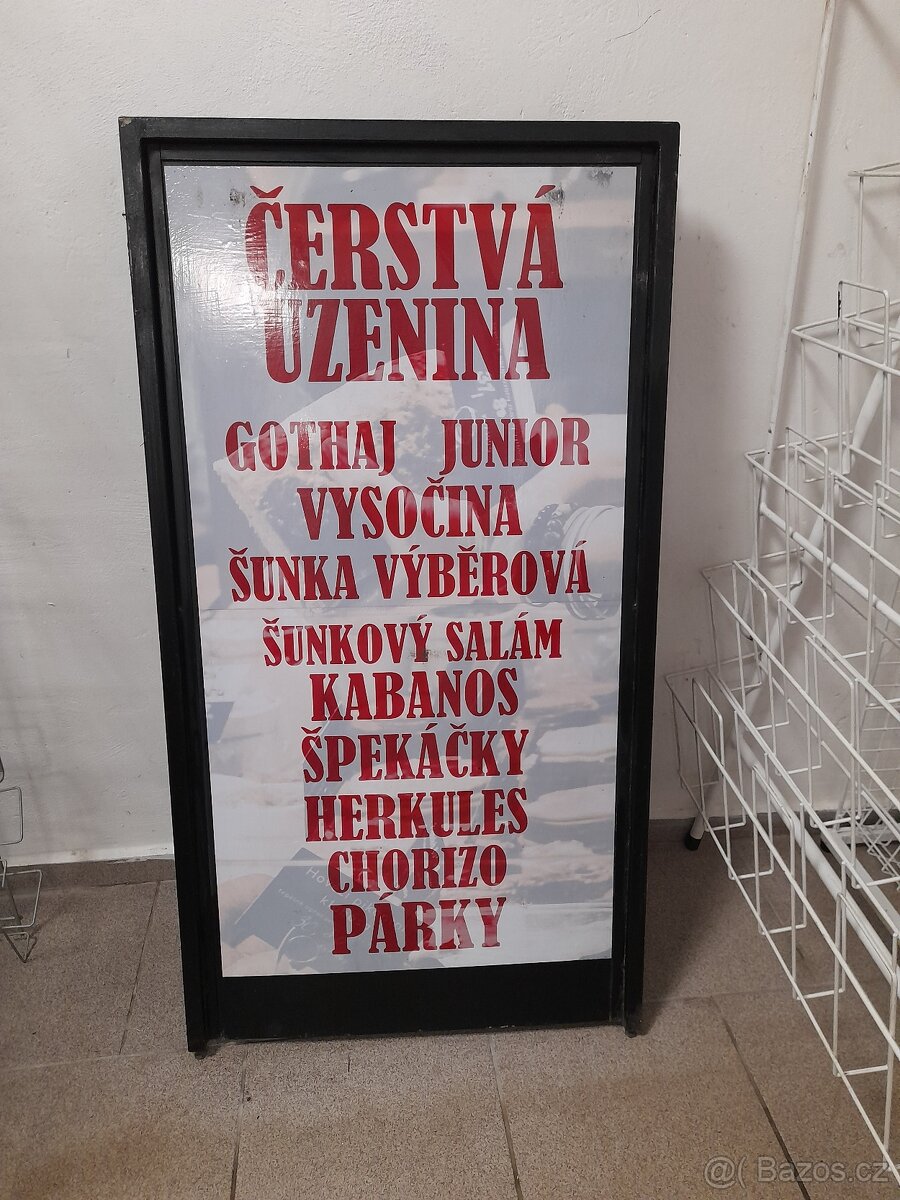 ČERSTVÁ
UZENINA
GOTHAJ JUNIOR
VYSOČINA
ŠUNKA VÝBĚROVÁ
ŠUNKOVÝ SALÁM
KABANOS
ŠPEKÁČKY
HERKULES
CHORIZO
PÁRKY
@( Bazos.cz